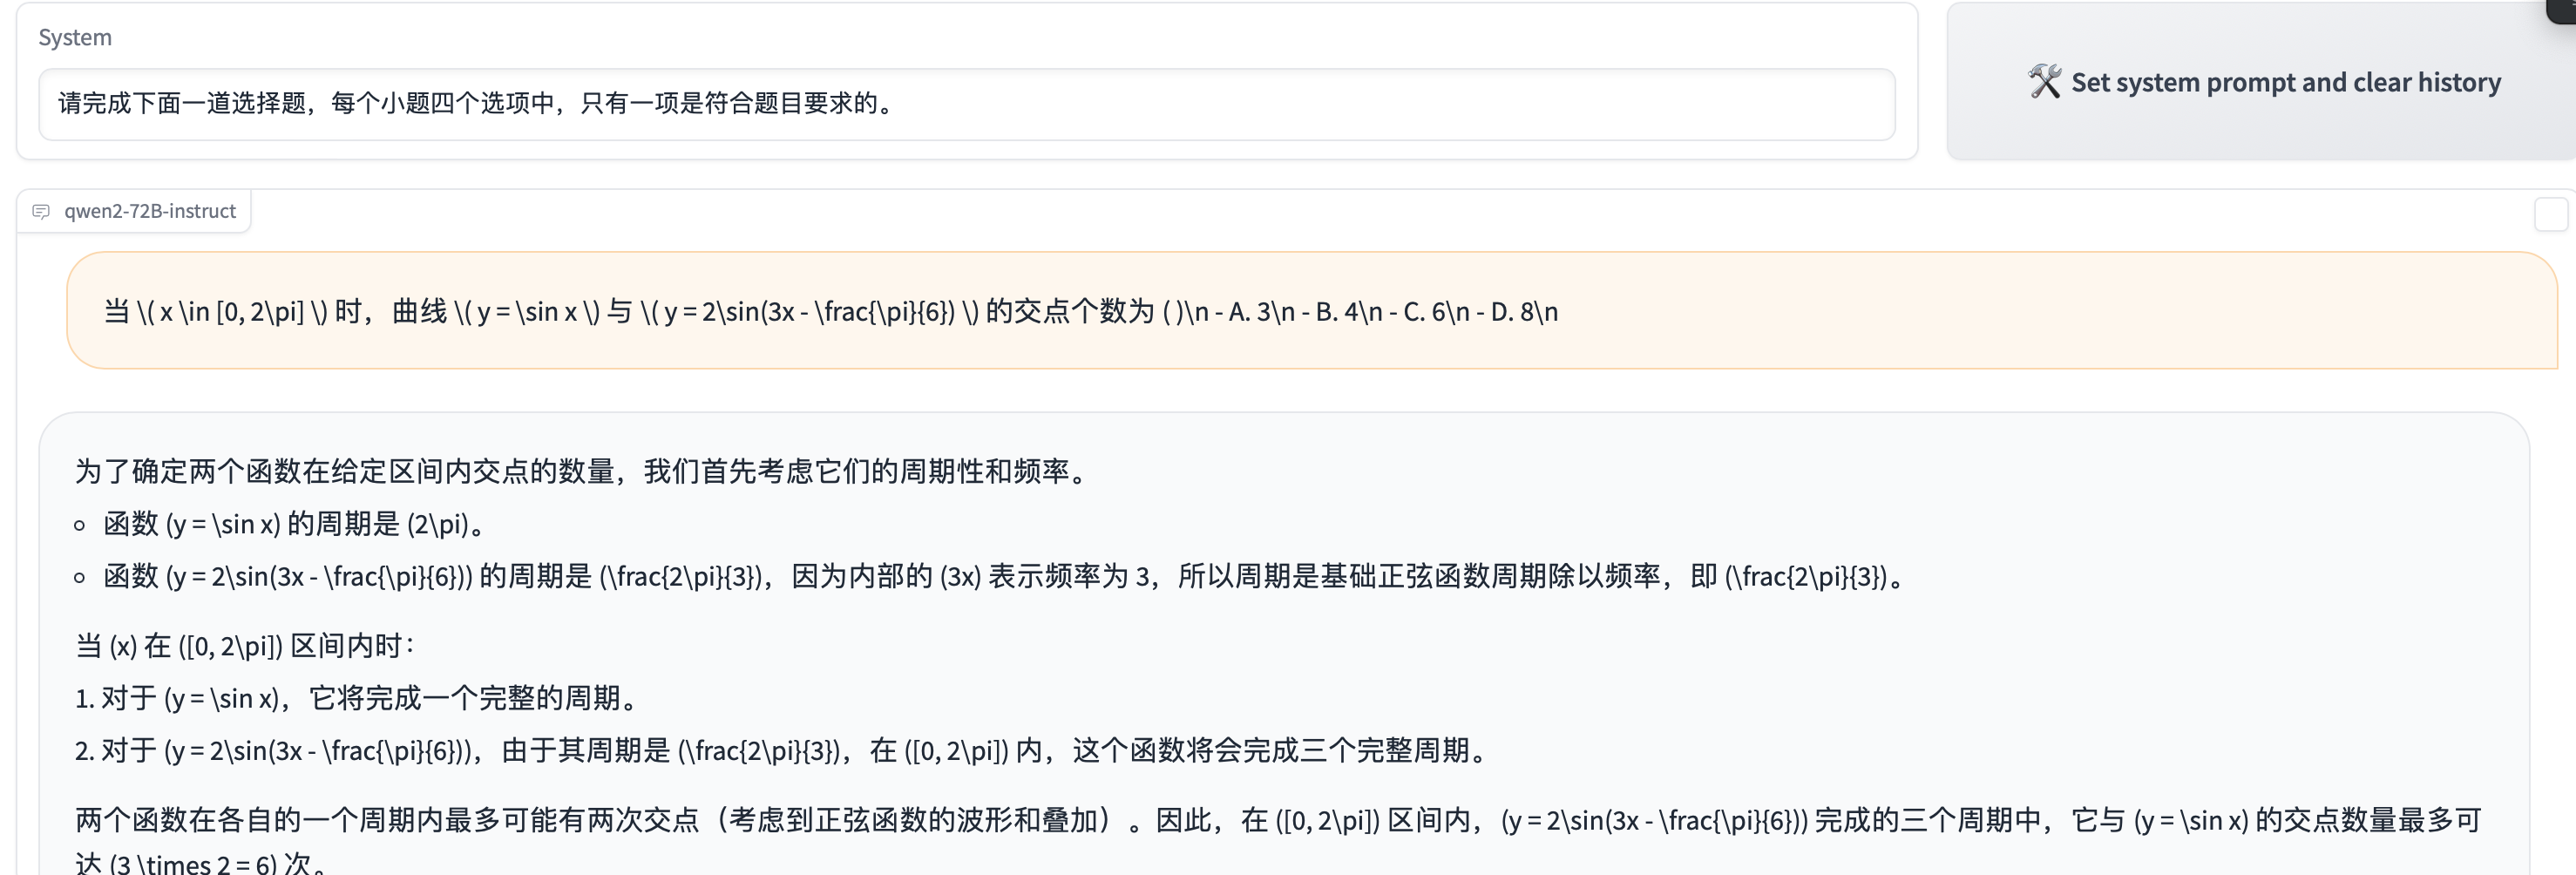 System
请完成下面一道选择题，每个小题四个选项中，只有一项是符合题目要求的。
🛠 Set system prompt and clear history
qwen2-72B-instruct
当 \( x \in [0, 2\pi] \) 时，曲线 \( y = \sin x \) 与 \( y = 2\sin(3x - \frac{\pi}{6}) \) 的交点个数为 ( )\n - A. 3\n - B. 4\n - C. 6\n - D. 8\n
为了确定两个函数在给定区间内交点的数量，我们首先考虑它们的周期性和频率。
函数 (y = \sin x) 的周期是 (2\pi)。
函数 (y = 2\sin(3x - \frac{\pi}{6})) 的周期是 (\frac{2\pi}{3})，因为内部的 (3x) 表示频率为 3，所以周期是基础正弦函数周期除以频率，即 (\frac{2\pi}{3})。
当 (x) 在 ([0, 2\pi]) 区间内时：
1. 对于 (y = \sin x)，它将完成一个完整的周期。
2. 对于 (y = 2\sin(3x - \frac{\pi}{6}))，由于其周期是 (\frac{2\pi}{3})，在 ([0, 2\pi]) 内，这个函数将会完成三个完整周期。
两个函数在各自的一个周期内最多可能有两次交点（考虑到正弦函数的波形和叠加）。因此，在 ([0, 2\pi]) 区间内，(y = 2\sin(3x - \frac{\pi}{6})) 完成的三个周期中，它与 (y = \sin x) 的交点数量最多可
达 (3 \times 2 = 6) 次。